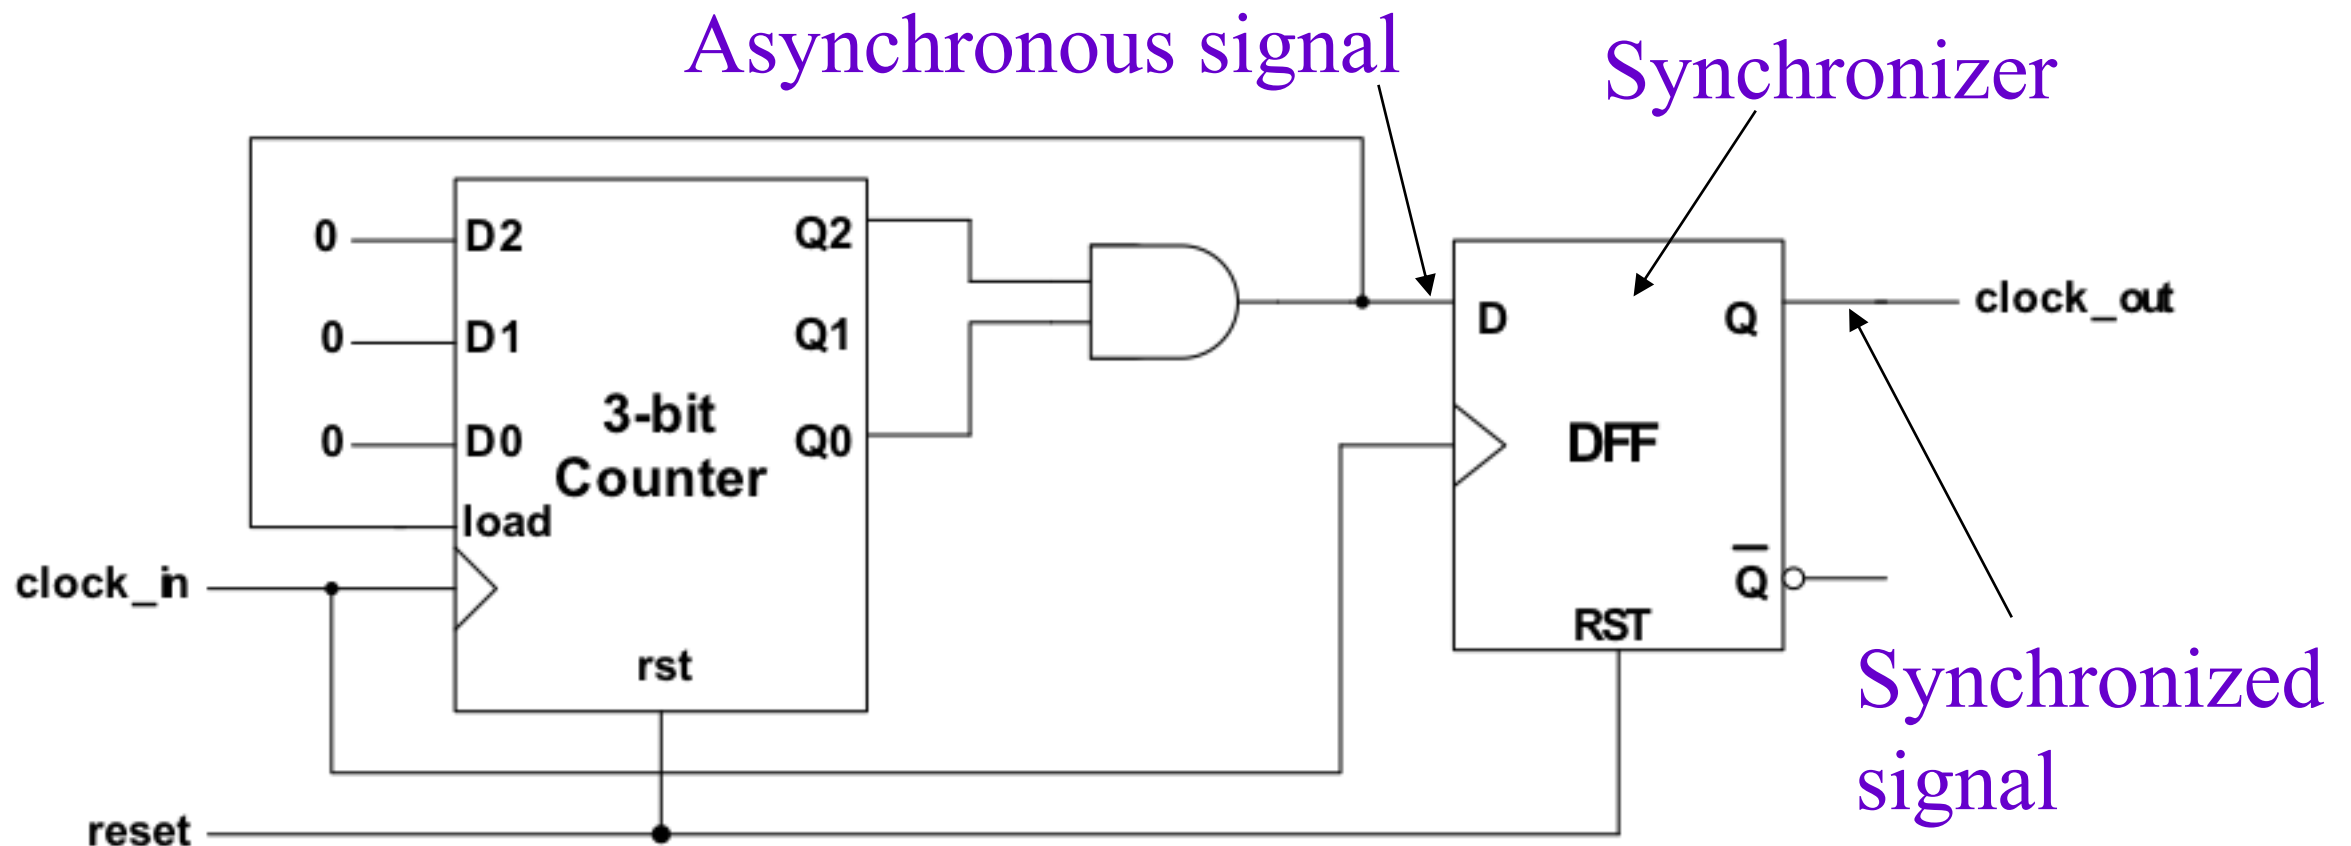 Asynchronous signal
Synchronizer
0
D2
Q2
0
D1
Q1
0
D0
Q0
3-bit
Counter
load
clock_in
rst
reset
D
Q
clock_out
DFF
Q
RST
Synchronized
signal